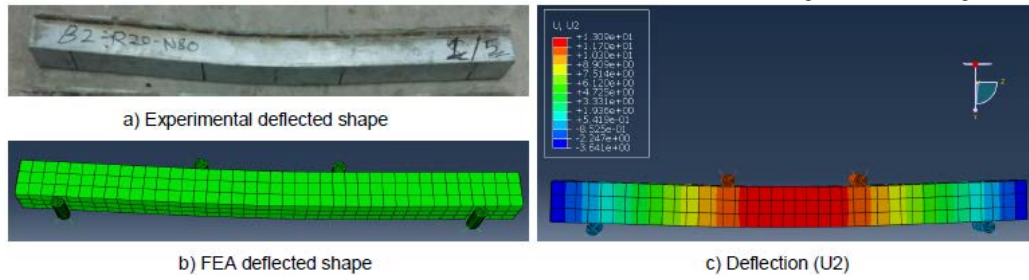 B2-R20-N80
1/5
a) Experimental deflected shape
b) FEA deflected shape
U, U2
+1.309e+01
+1.170e+01
+1.030e+01
+8.909e+00
+7.514e+00
+6.120e+00
+4.725e+00
+3.331e+00
+1.936e+00
+5.419e-01
-8.525e-01
-2.247e+00
-3.641e+00
Z
Y
c) Deflection (U2)